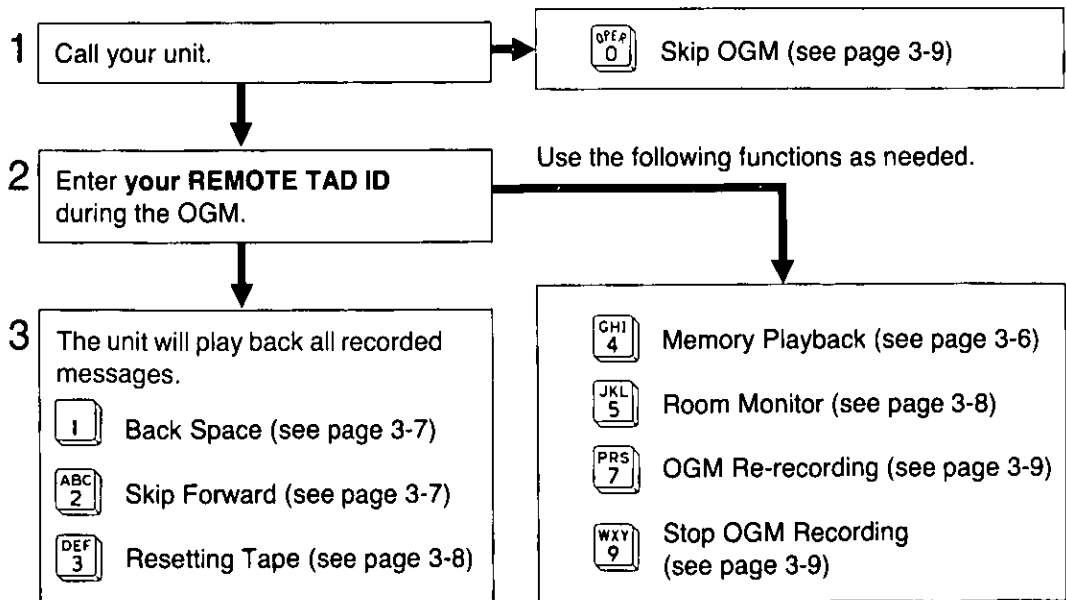 1 Call your unit.
OPER 0 Skip OGM (see page 3-9)
2 Enter your REMOTE TAD ID
during the OGM.
Use the following functions as needed.
3 The unit will play back all recorded
messages.
1 Back Space (see page 3-7)
ABC 2 Skip Forward (see page 3-7)
DEF 3 Resetting Tape (see page 3-8)
GHI 4 Memory Playback (see page 3-6)
JKL 5 Room Monitor (see page 3-8)
PRS 7 OGM Re-recording (see page 3-9)
WXY 9 Stop OGM Recording
(see page 3-9)